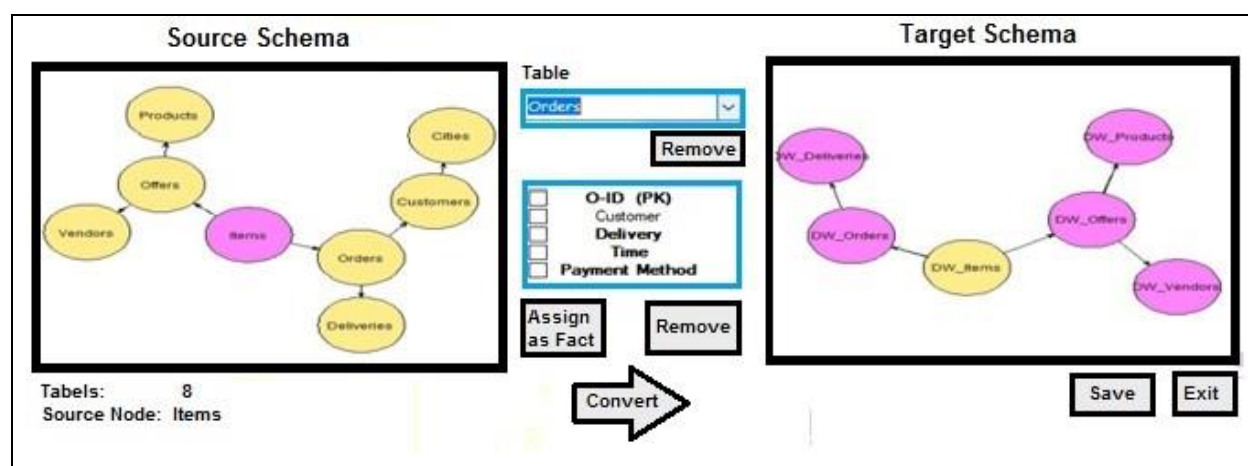 Source Schema
Products
Cities
Offers
Customers
Vendors
Items
Orders
Deliveries
Tabels: 8
Source Node: Items
Table
Orders
Remove
O-ID (PK)
Customer
Delivery
Time
Payment Method
Assign
as Fact
Remove
Convert
Target Schema
DW_Products
DW_Deliveries
DW_Offers
DW_Orders
DW_Items
DW_Vendors
Save
Exit